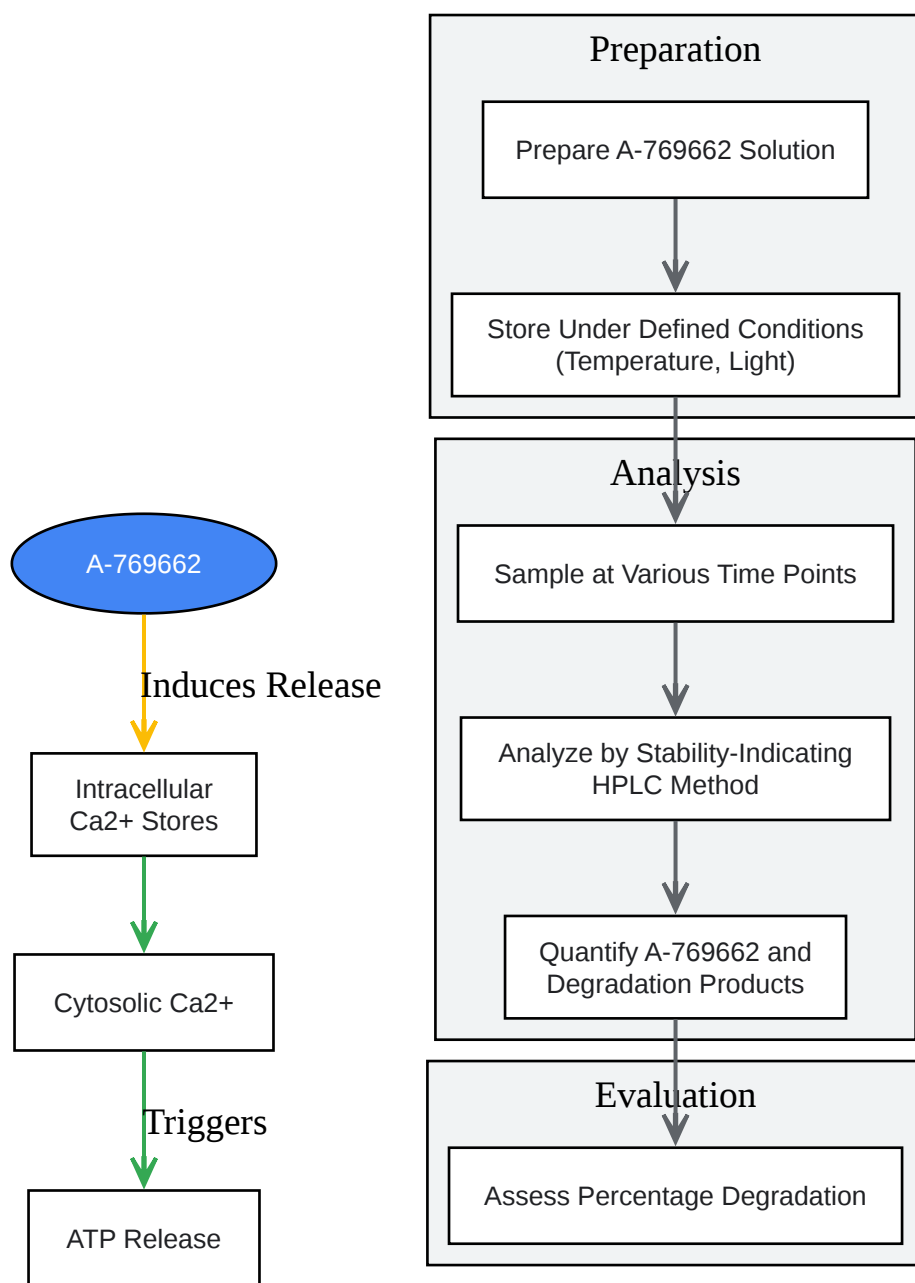 Preparation
Prepare A-769662 Solution
Store Under Defined Conditions
(Temperature, Light)
Analysis
Sample at Various Time Points
Analyze by Stability-Indicating
HPLC Method
Quantify A-769662 and
Degradation Products
Evaluation
Assess Percentage Degradation
A-769662
Induces Release
Intracellular
Ca2+ Stores
Cytosolic Ca2+
Triggers
ATP Release